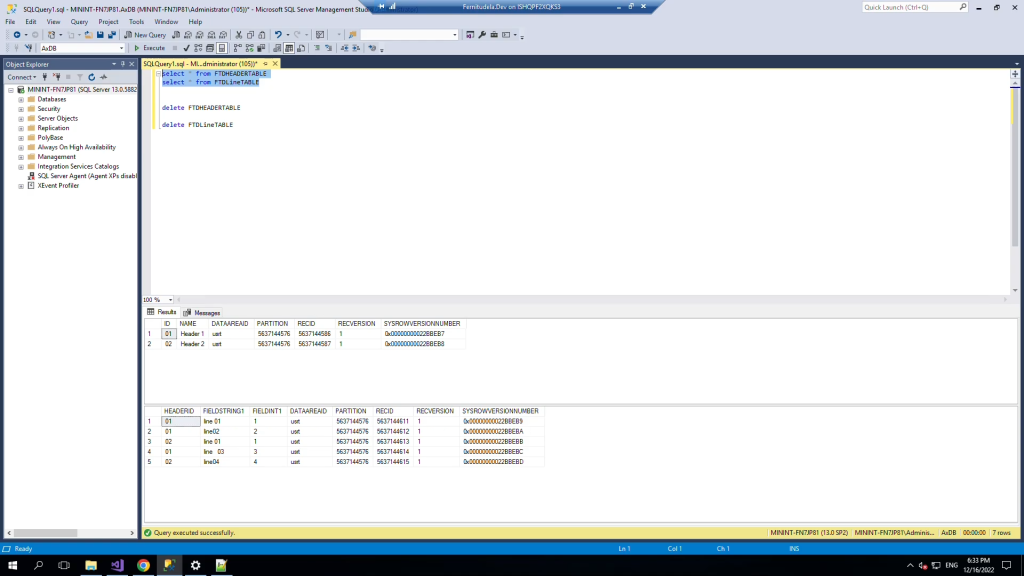 SQLQuery1.sql - MININT-FN7JP81.AxDB (MININT-FN7JP81\Administrator (105))* - Microsoft SQL Server Management Stud
Fernitudela.Dev on ISHQPF2XQKS3
Quick Launch (Ctrl+Q)
File Edit View Query Project Tools Window Help
New Query
AxDB
Execute
Object Explorer
SQLQuery1.sql - MI...dministrator (105))*
Connect
MININT-FN7JP81 (SQL Server 13.0.5882
Databases
Security
Server Objects
Replication
PolyBase
Always On High Availability
Management
Integration Services Catalogs
SQL Server Agent (Agent XPs disabl
XEvent Profiler
select * from FTDHEADERTABLE
select * from FTDLineTABLE
delete FTDHEADERTABLE
delete FTDLineTABLE
100 %
Results Messages
ID NAME DATAAREAID PARTITION RECID RECVERSION SYSROWVERSIONNUMBER
1 01 Header 1 usrt 5637144576 5637144586 1 0x00000000022BBEB7
2 02 Header 2 usrt 5637144576 5637144587 1 0x00000000022BBEB8
HEADERID FIELDSTRING1 FIELDINT1 DATAAREAID PARTITION RECID RECVERSION SYSROWVERSIONNUMBER
1 01 line 01 1 usrt 5637144576 5637144611 1 0x00000000022BBEB9
2 01 line02 2 usrt 5637144576 5637144612 1 0x00000000022BBEBA
3 02 line 01 1 usrt 5637144576 5637144613 1 0x00000000022BBEBB
4 01 line 03 3 usrt 5637144576 5637144614 1 0x00000000022BBEBC
5 02 line04 4 usrt 5637144576 5637144615 1 0x00000000022BBEBD
Query executed successfully.
MININT-FN7JP81 (13.0 SP2) MININT-FN7JP81\Adminis... AxDB 00:00:00 7 rows
Ready Ln 1 Col 1 Ch 1 INS
ENG
6:33 PM
12/16/2022